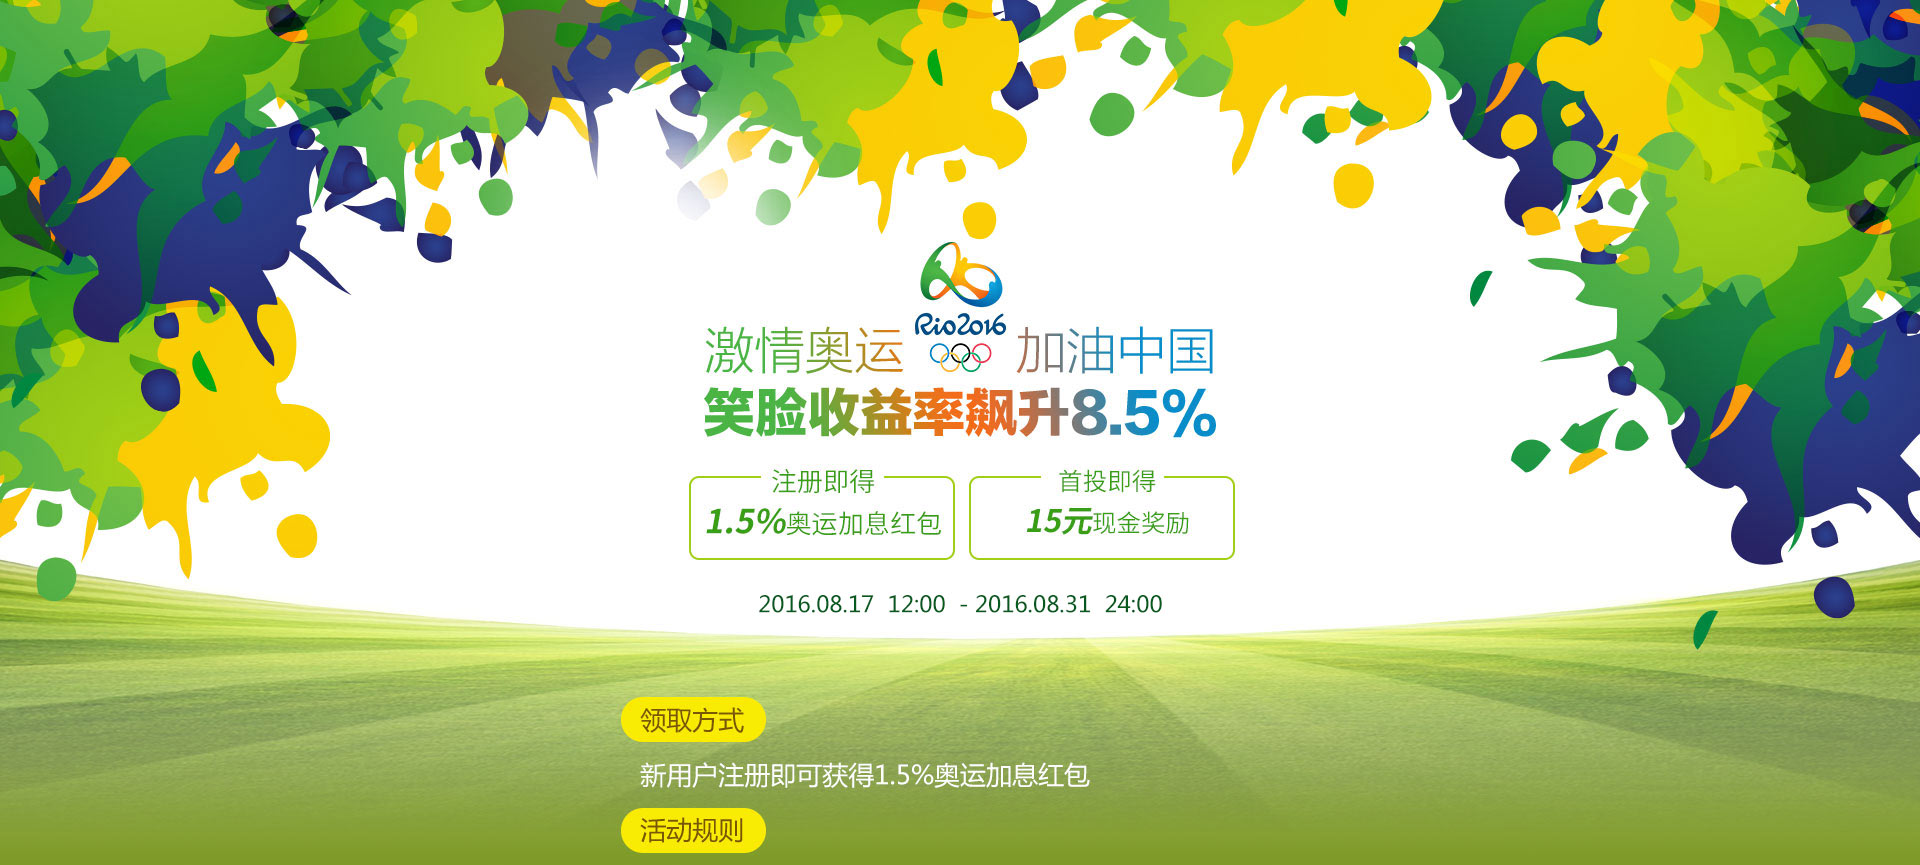 Rio2016
激情奥运 加油中国
笑脸收益率飙升8.5%
注册即得
1.5%奥运加息红包
首投即得
15元现金奖励
2016.08.17 12:00 - 2016.08.31 24:00
领取方式
新用户注册即可获得1.5%奥运加息红包
活动规则